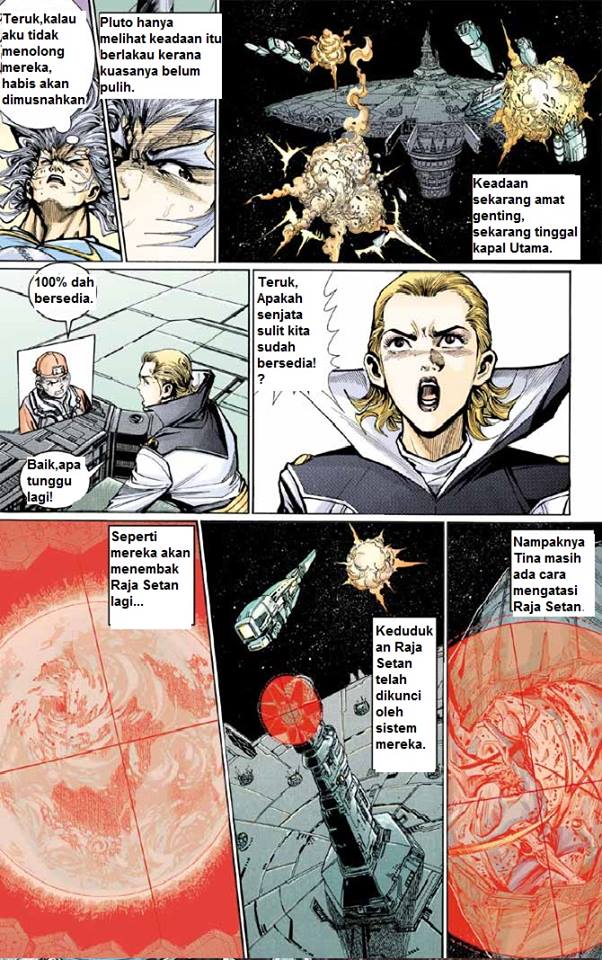 Teruk,kalau
aku tidak
menolong
mereka,
habis akan
dimusnahkan
Pluto hanya
melihat keadaan itu
berlakau kerana
kuasanya belum
pulih.
Keadaan
sekarang amat
genting,
sekarang tinggal
kapal Utama.
100% dah
bersedia.
Baik,apa
tunggu
lagi!
Teruk,
Apakah
senjata
sulit kita
sudah
bersedia!
?
Seperti
mereka akan
menembak
Raja Setan
lagi...
Keduduk
an Raja
Setan
telah
dikunci
oleh
sistem
mereka.
Nampaknya
Tina masih
ada cara
mengatasi
Raja Setan.